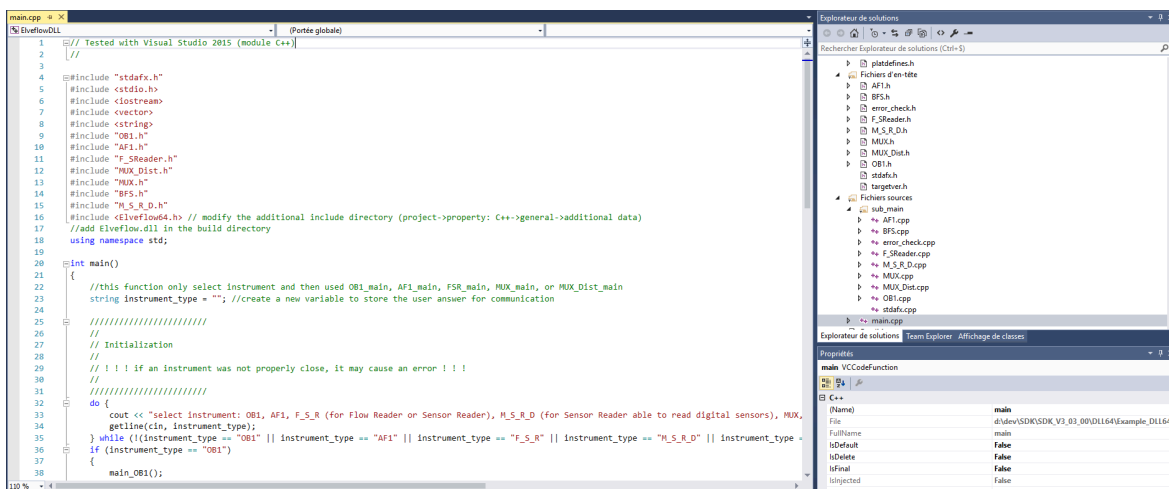 main.cpp
ElveflowDLL
(Portée globale)
1 // Tested with Visual Studio 2015 (module C++)
2 //
3
4 #include "stdafx.h"
5 #include <stdio.h>
6 #include <iostream>
7 #include <vector>
8 #include <string>
9 #include "OB1.h"
10 #include "AF1.h"
11 #include "F_SReader.h"
12 #include "MUX_Dist.h"
13 #include "MUX.h"
14 #include "BFS.h"
15 #include "M_S_R_D.h"
16 #include <Elveflow64.h> // modify the additional include directory (project->property: C++->general->additional data)
17 //add Elveflow.dll in the build directory
18 using namespace std;
19
20 int main()
21 {
22 //this function only select instrument and then used OB1_main, AF1_main, FSR_main, MUX_main, or MUX_Dist_main
23 string instrument_type = ""; //create a new variable to store the user answer for communication
24
25 ////////////////////////
26 //
27 // Initialization
28 //
29 // ! ! ! if an instrument was not properly close, it may cause an error ! ! !
30 //
31 ////////////////////////
32 do {
33 cout << "select instrument: OB1, AF1, F_S_R (for Flow Reader or Sensor Reader), M_S_R_D (for Sensor Reader able to read digital sensors), MUX,
34 getline(cin, instrument_type);
35 } while (!(instrument_type == "OB1" || instrument_type == "AF1" || instrument_type == "F_S_R" || instrument_type == "M_S_R_D" || instrument_type =
36 if (instrument_type == "OB1")
37 {
38 main_OB1();
110 %
Explorateur de solutions
Rechercher Explorateur de solutions (Ctrl+$)
platdefines.h
Fichiers d'en-tête
AF1.h
BFS.h
error_check.h
F_SReader.h
M_S_R_D.h
MUX.h
MUX_Dist.h
OB1.h
stdafx.h
targetver.h
Fichiers sources
sub_main
AF1.cpp
BFS.cpp
error_check.cpp
F_SReader.cpp
M_S_R_D.cpp
MUX.cpp
MUX_Dist.cpp
OB1.cpp
stdafx.cpp
main.cpp
Explorateur de solutions Team Explorer Affichage de classes
Propriétés
main VCCodeFunction
C++
(Name) main
File d:\dev\SDK\SDK_V3_03_00\DLL64\Example_DLL64
FullName main
IsDefault False
IsDelete False
IsFinal False
IsInjected False